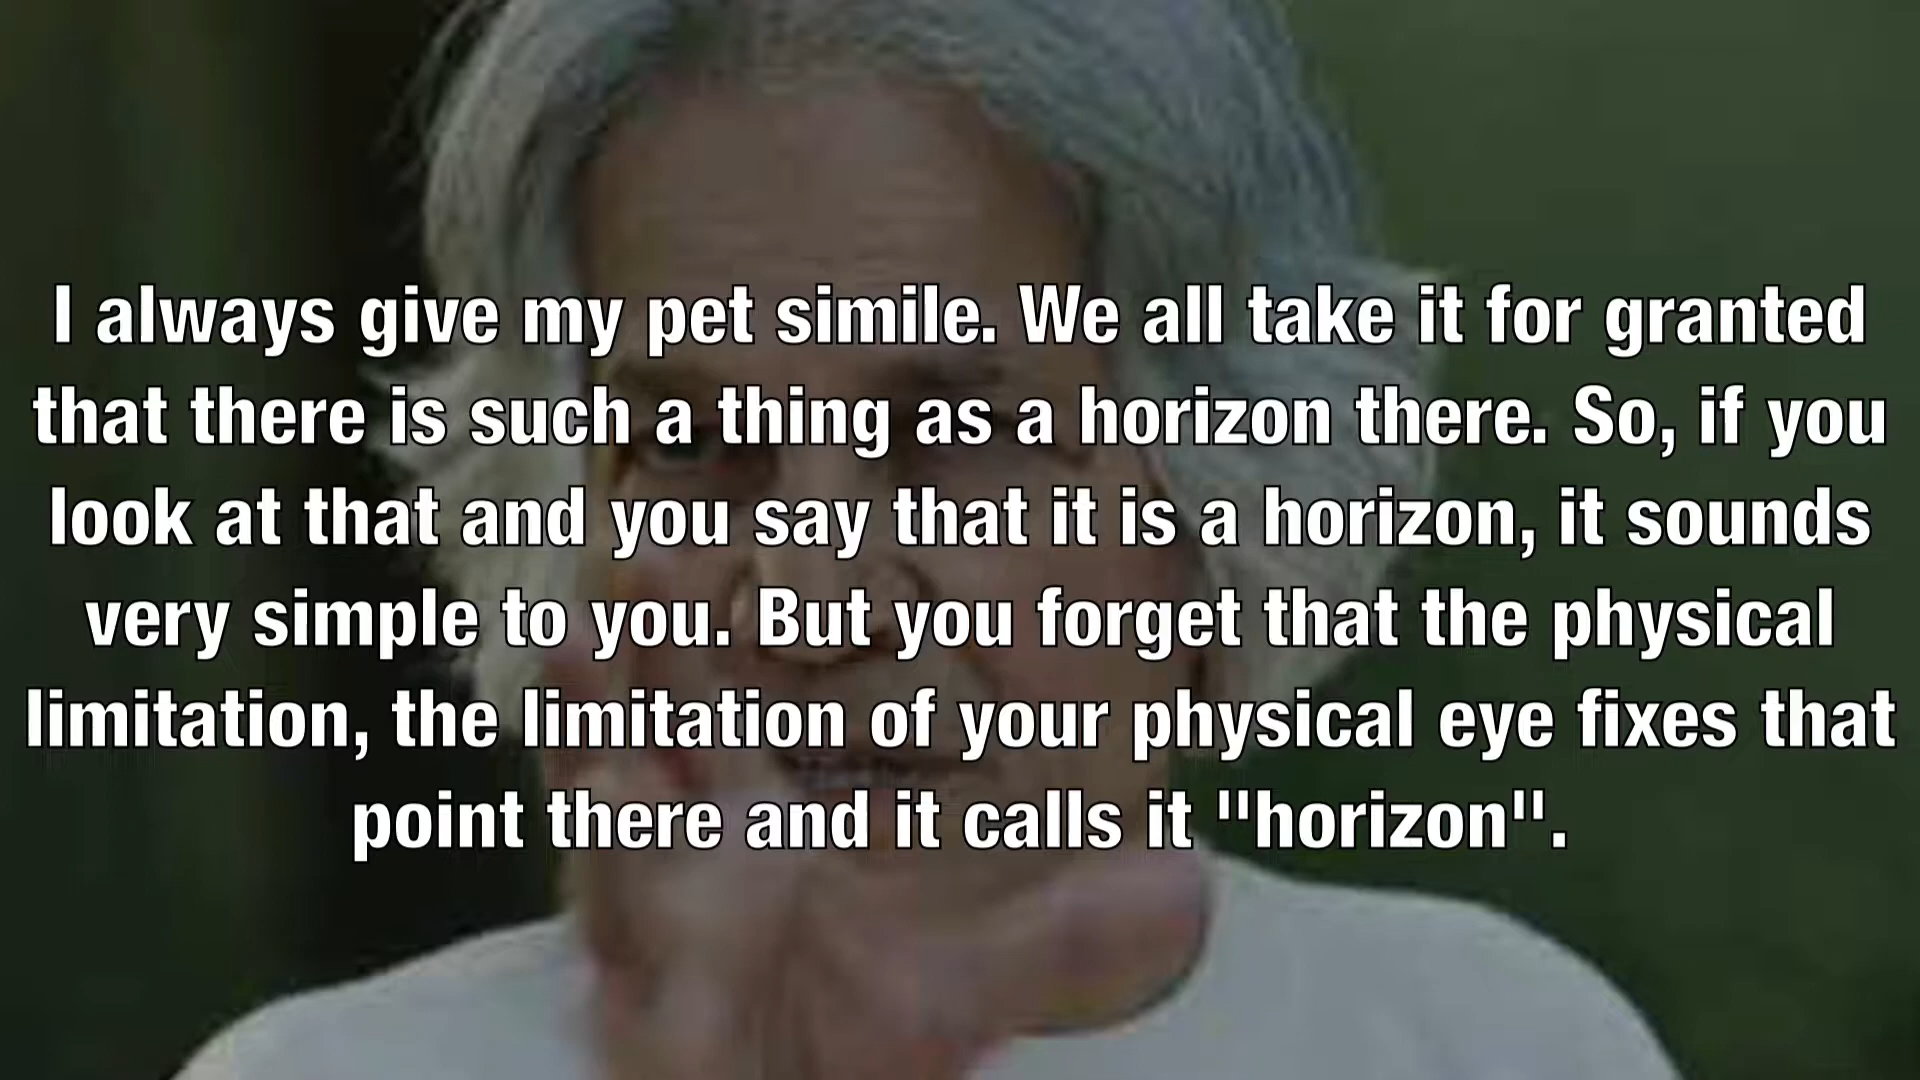 I always give my pet simile. We all take it for granted
that there is such a thing as a horizon there. So, if you
look at that and you say that it is a horizon, it sounds
very simple to you. But you forget that the physical
limitation, the limitation of your physical eye fixes that
point there and it calls it "horizon".